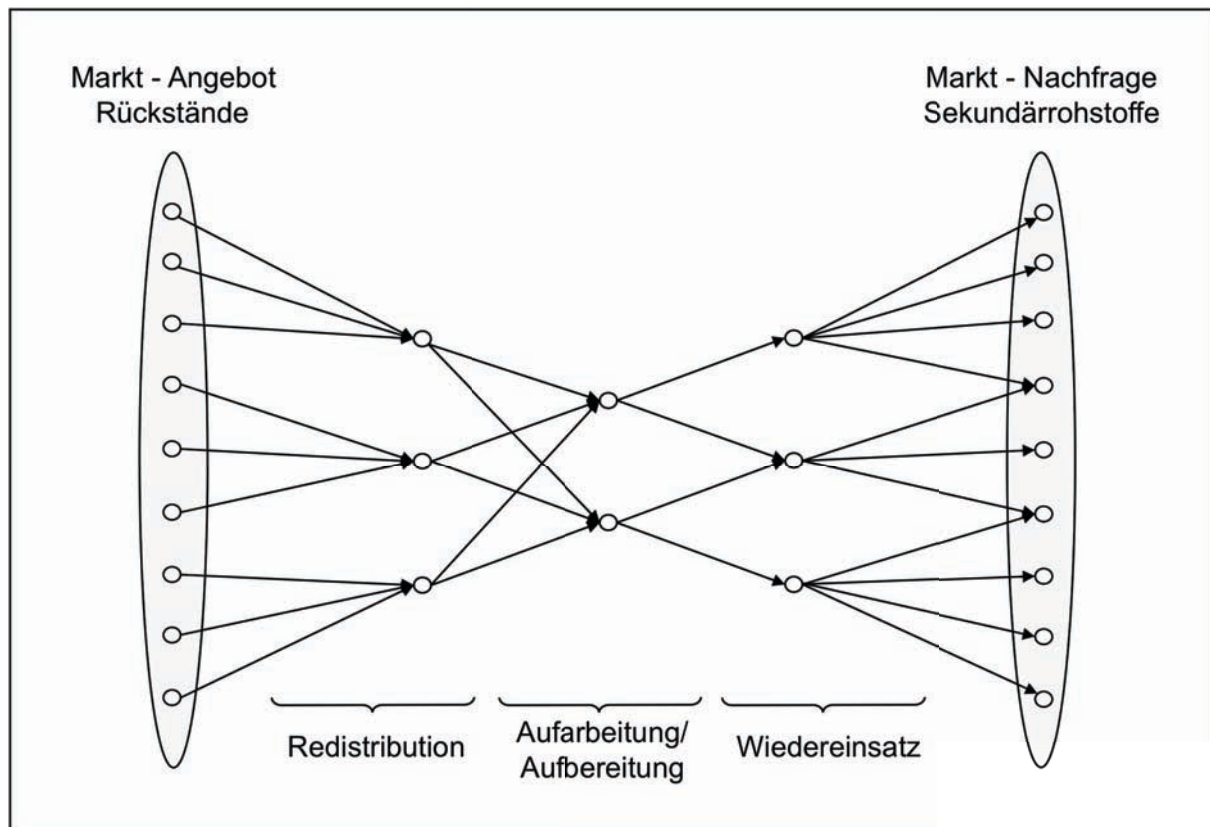 Markt - Angebot
Rückstände
Markt - Nachfrage
Sekundärrohstoffe
Redistribution
Aufarbeitung/
Aufbereitung
Wiedereinsatz